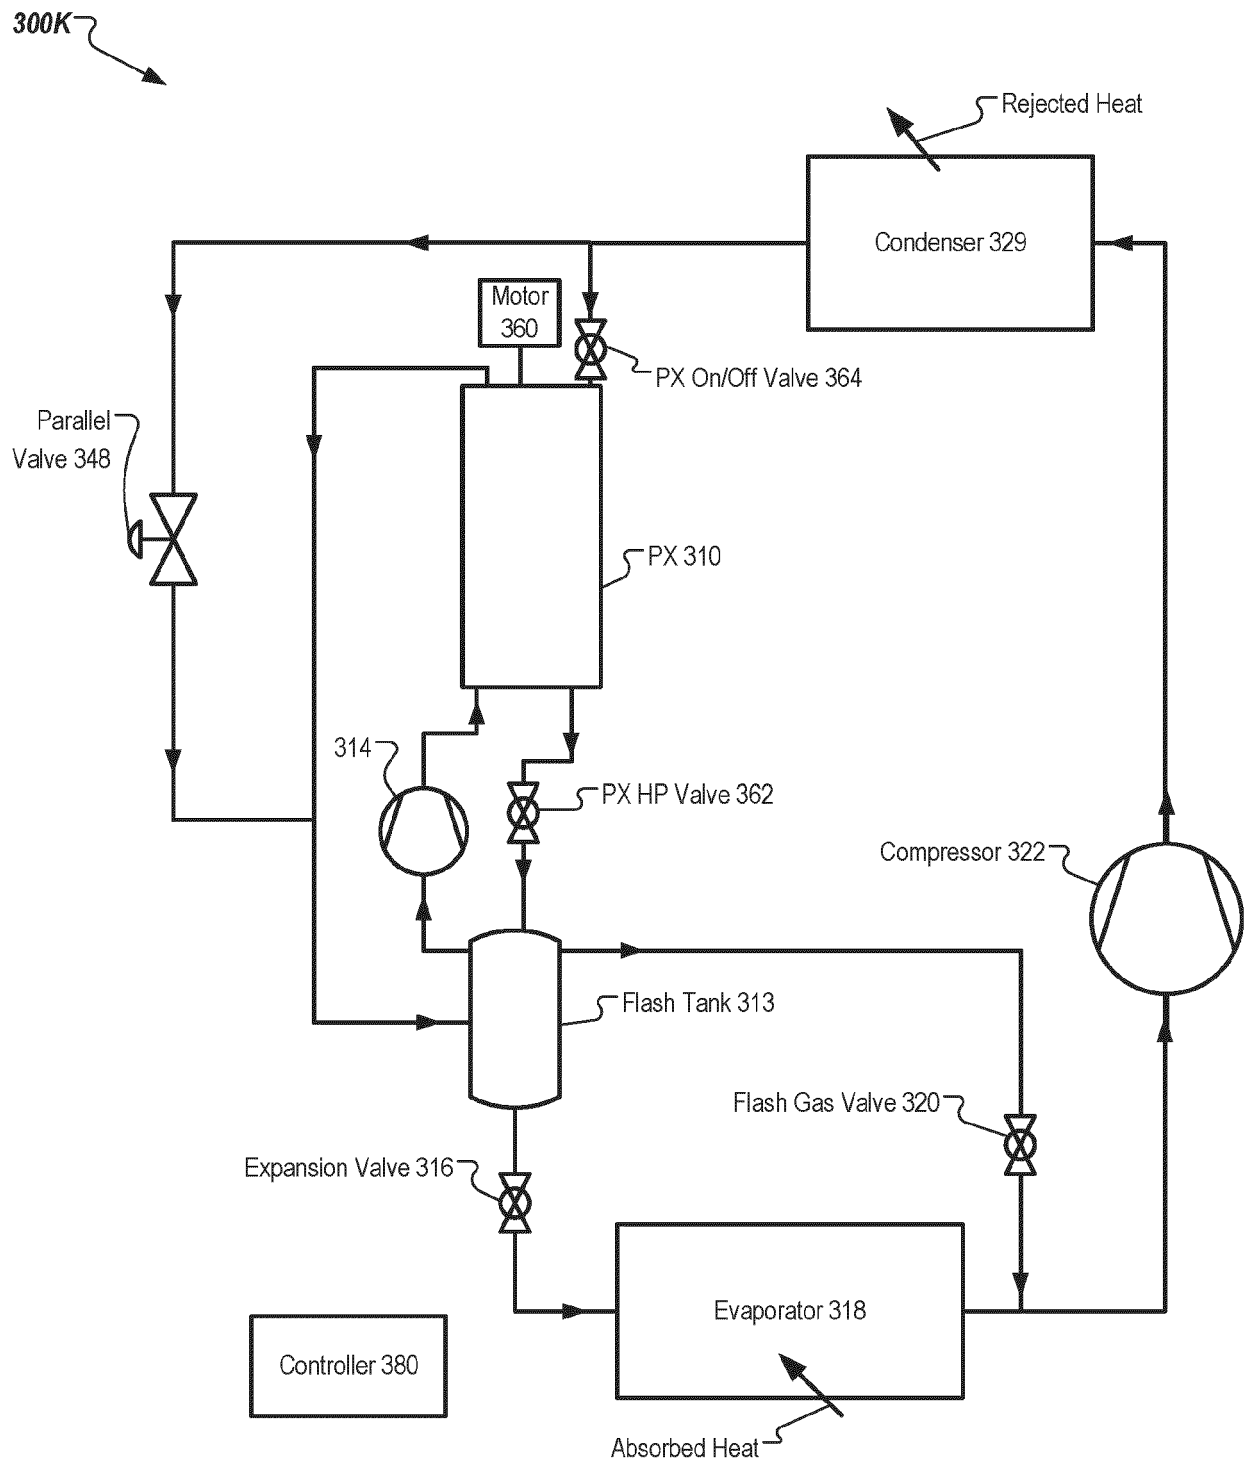 300K
Rejected Heat
Condenser 329
Motor
360
PX On/Off Valve 364
Parallel
Valve 348
PX 310
314
PX HP Valve 362
Compressor 322
Flash Tank 313
Flash Gas Valve 320
Expansion Valve 316
Evaporator 318
Controller 380
Absorbed Heat